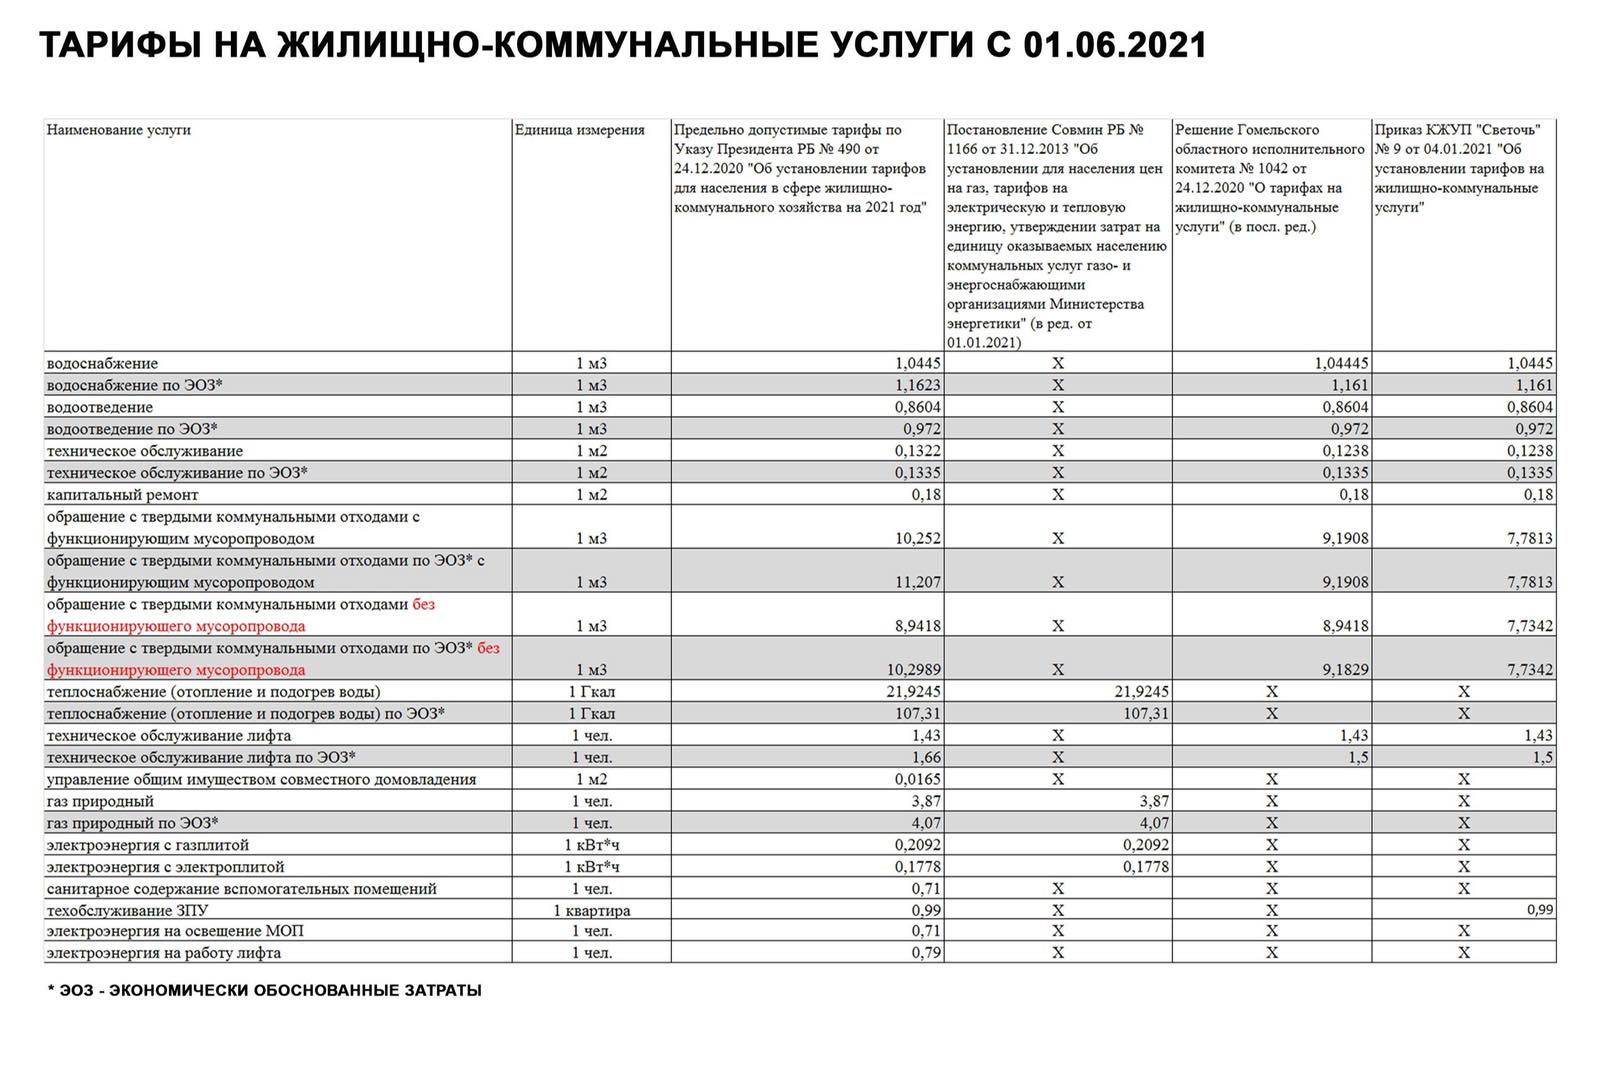 ТАРИФЫ НА ЖИЛИЩНО-КОММУНАЛЬНЫЕ УСЛУГИ С 01.06.2021
Наименование услуги
Единица измерения
Предельно допустимые тарифы по
Указу Президента РБ № 490 от
24.12.2020 "Об установлении тарифов
для населения в сфере жилищно-
коммунального хозяйства на 2021 год"
Постановление Совмин РБ №
1166 от 31.12.2013 "Об
установлении для населения цен
на газ, тарифов на
электрическую и тепловую
энергию, утверждении затрат на
единицу оказываемых населению
коммунальных услуг газо- и
энергоснабжающими
организациями Министерства
энергетики" (в ред. от
01.01.2021)
Решение Гомельского
областного исполнительного
комитета № 1042 от
24.12.2020 "О тарифах на
жилищно-коммунальные
услуги" (в посл. ред.)
Приказ КЖУП "Светочь"
№ 9 от 04.01.2021 "Об
установлении тарифов на
жилищно-коммунальные
услуги"
водоснабжение 1 м3 1,0445 X 1,04445 1,0445
водоснабжение по ЭОЗ* 1 м3 1,1623 X 1,161 1,161
водоотведение 1 м3 0,8604 X 0,8604 0,8604
водоотведение по ЭОЗ* 1 м3 0,972 X 0,972 0,972
техническое обслуживание 1 м2 0,1322 X 0,1238 0,1238
техническое обслуживание по ЭОЗ* 1 м2 0,1335 X 0,1335 0,1335
капитальный ремонт 1 м2 0,18 X 0,18 0,18
обращение с твердыми коммунальными отходами с
функционирующим мусоропроводом 1 м3 10,252 X 9,1908 7,7813
обращение с твердыми коммунальными отходами по ЭОЗ* с
функционирующим мусоропроводом 1 м3 11,207 X 9,1908 7,7813
обращение с твердыми коммунальными отходами без
функционирующего мусоропровода 1 м3 8,9418 X 8,9418 7,7342
обращение с твердыми коммунальными отходами по ЭОЗ* без
функционирующего мусоропровода 1 м3 10,2989 X 9,1829 7,7342
теплоснабжение (отопление и подогрев воды) 1 Гкал 21,9245 21,9245 X X
теплоснабжение (отопление и подогрев воды) по ЭОЗ* 1 Гкал 107,31 107,31 X X
техническое обслуживание лифта 1 чел. 1,43 X 1,43 1,43
техническое обслуживание лифта по ЭОЗ* 1 чел. 1,66 X 1,5 1,5
управление общим имуществом совместного домовладения 1 м2 0,0165 X X X
газ природный 1 чел. 3,87 3,87 X X
газ природный по ЭОЗ* 1 чел. 4,07 4,07 X X
электроэнергия с газплитой 1 кВт*ч 0,2092 0,2092 X X
электроэнергия с электроплитой 1 кВт*ч 0,1778 0,1778 X X
санитарное содержание вспомогательных помещений 1 чел. 0,71 X X X
техобслуживание ЗПУ 1 квартира 0,99 X X 0,99
электроэнергия на освещение МОП 1 чел. 0,71 X X X
электроэнергия на работу лифта 1 чел. 0,79 X X X
* ЭОЗ - ЭКОНОМИЧЕСКИ ОБОСНОВАННЫЕ ЗАТРАТЫ